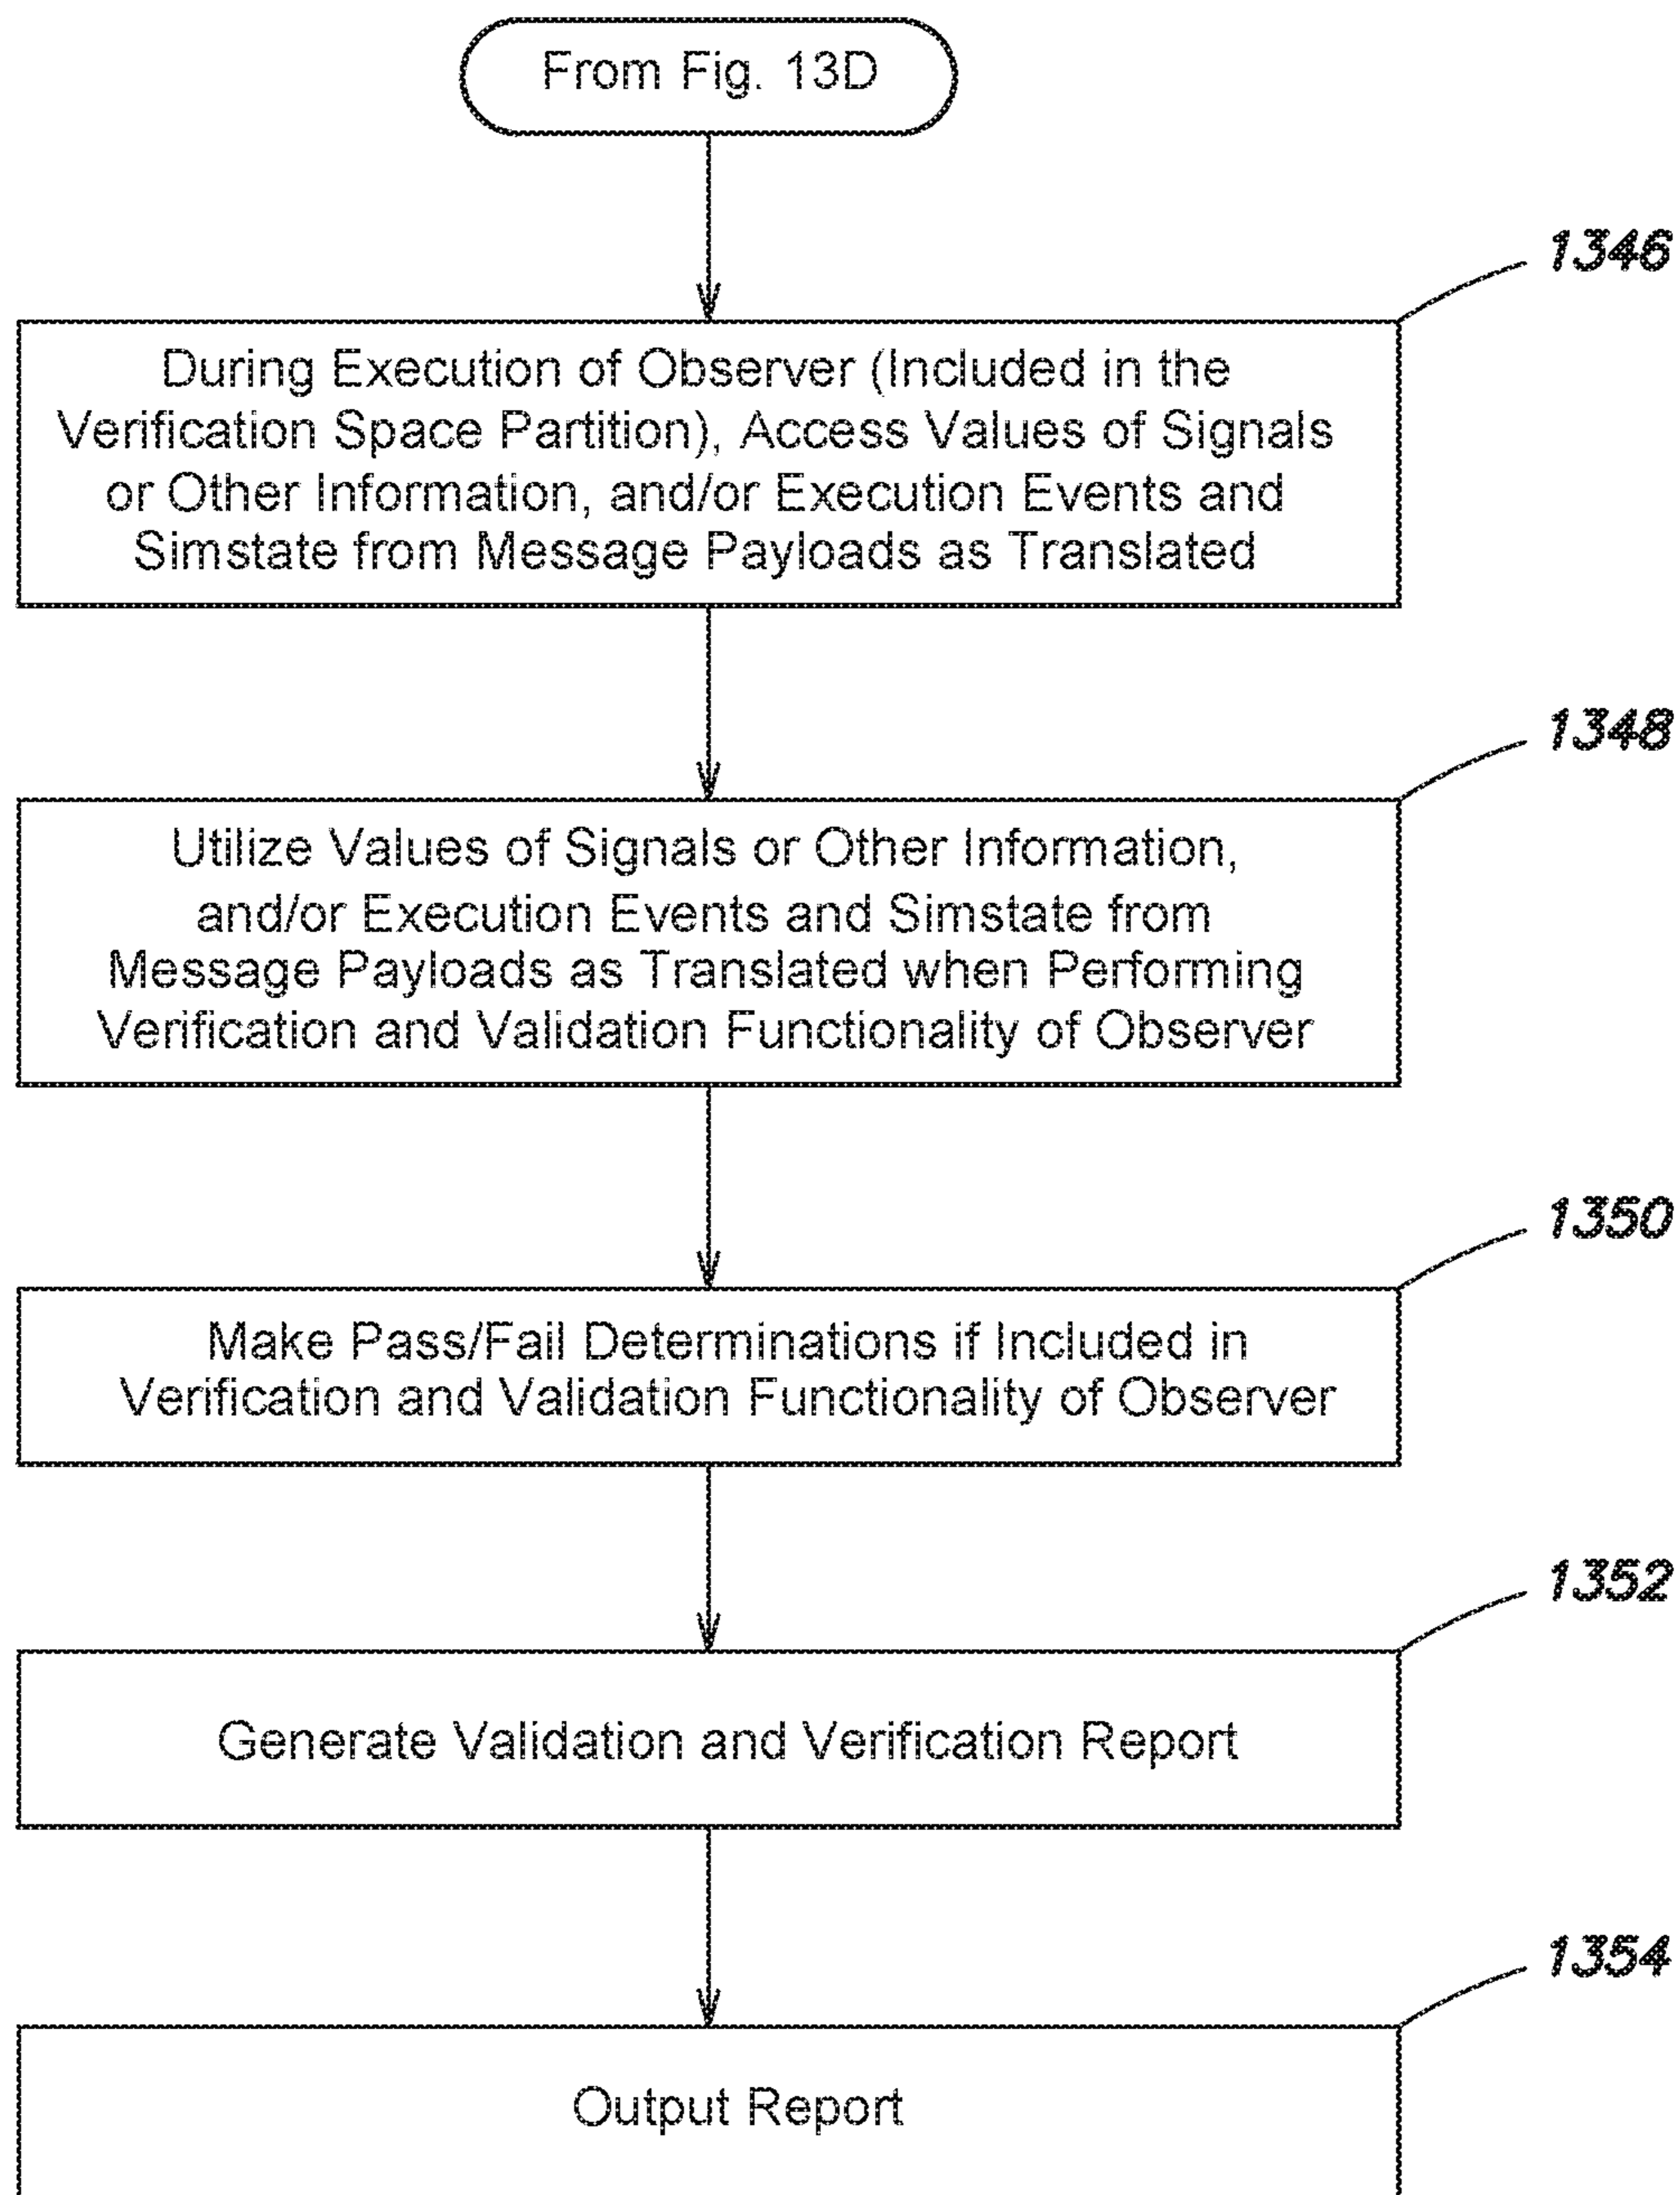 From Fig. 13D
1346
During Execution of Observer (Included in the
Verification Space Partition), Access Values of Signals
or Other Information, and/or Execution Events and
Simstate from Message Payloads as Translated
1348
Utilize Values of Signals or Other Information,
and/or Execution Events and Simstate from
Message Payloads as Translated when Performing
Verification and Validation Functionality of Observer
1350
Make Pass/Fail Determinations if Included in
Verification and Validation Functionality of Observer
1352
Generate Validation and Verification Report
1354
Output Report